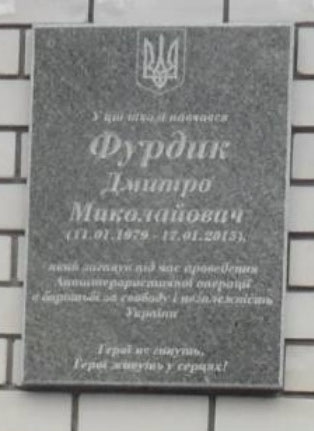 У цій школі навчався
Фурдик
Дмитро
Миколайович
(11.01.1979 - 17.01.2015),
який загинув під час проведення
Антитерористичної операції
в боротьбі за свободу і незалежність
України
Герої не гинуть,
Герої живуть у серцях!